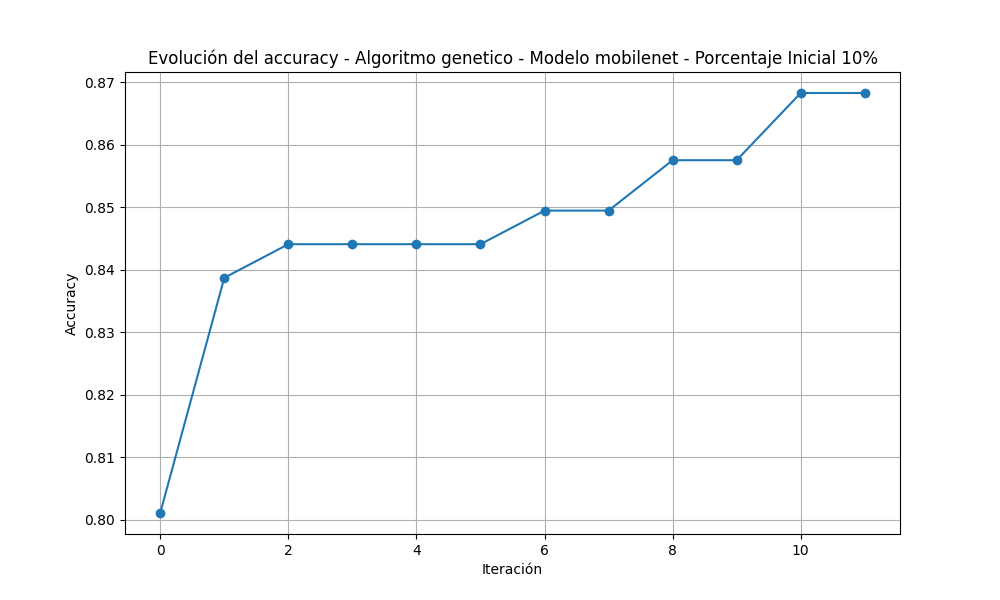 Evolución del accuracy - Algoritmo genetico - Modelo mobilenet - Porcentaje Inicial 10%
0.87
0.86
0.85
0.84
0.83
0.82
0.81
0.80
Accuracy
0 2 4 6 8 10
Iteración